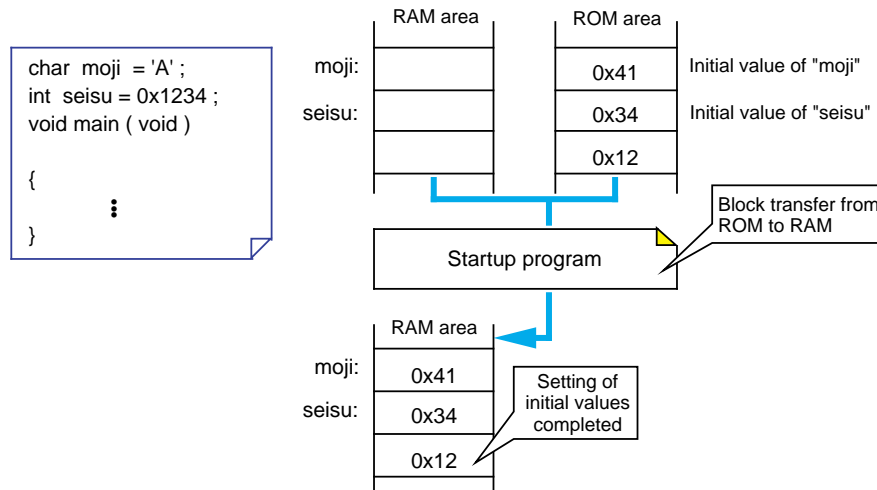 char moji = 'A' ;
int seisu = 0x1234 ;
void main ( void )
{
}
RAM area
ROM area
moji:
0x41
Initial value of "moji"
seisu:
0x34
Initial value of "seisu"
0x12
Block transfer from
ROM to RAM
Startup program
RAM area
moji:
0x41
seisu:
0x34
0x12
Setting of
initial values
completed